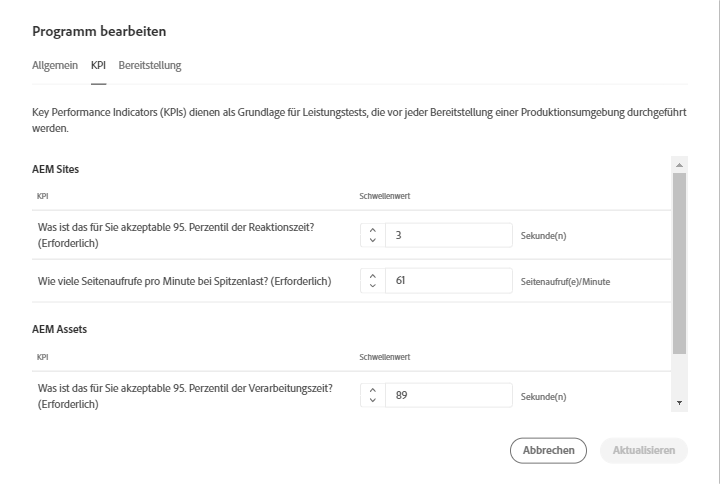 Programm bearbeiten
Allgemein KPI Bereitstellung
Key Performance Indicators (KPIs) dienen als Grundlage für Leistungstests, die vor jeder Bereitstellung einer Produktionsumgebung durchgeführt
werden.
AEM Sites
KPI Schwellenwert
Was ist das für Sie akzeptable 95. Perzentil der Reaktionszeit?
(Erforderlich)
3 Sekunde(n)
Wie viele Seitenaufrufe pro Minute bei Spitzenlast? (Erforderlich) 61 Seitenaufruf(e)/Minute
AEM Assets
KPI Schwellenwert
Was ist das für Sie akzeptable 95. Perzentil der Verarbeitungszeit?
(Erforderlich)
89 Sekunde(n)
Abbrechen Aktualisieren